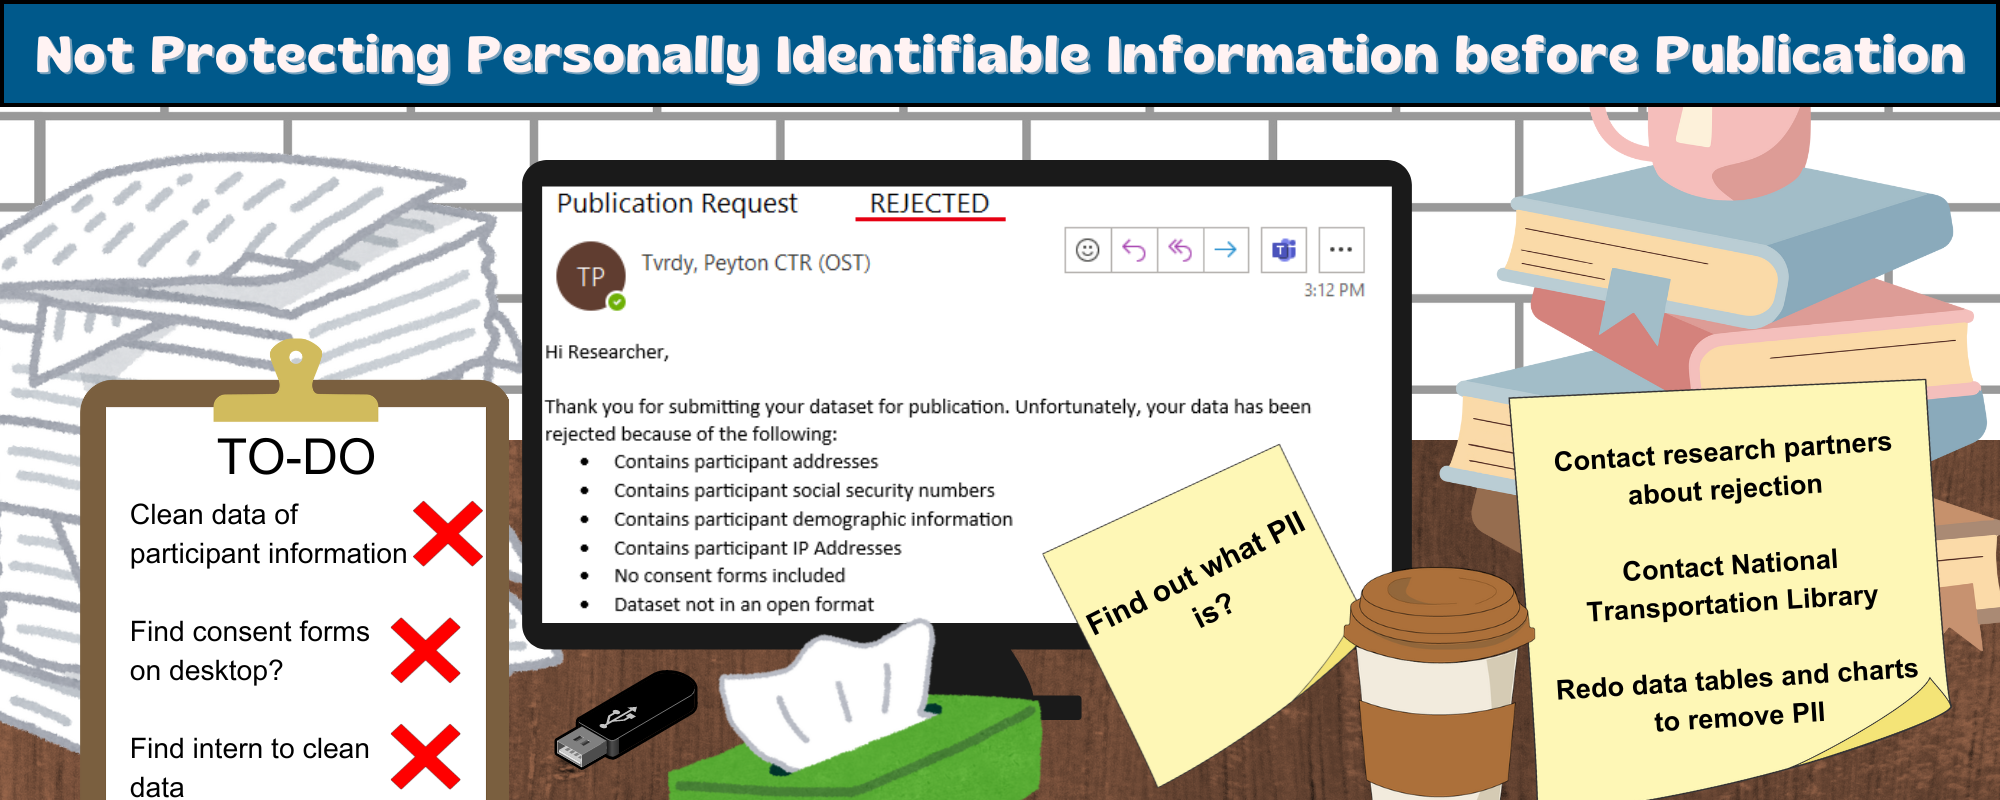 Not Protecting Personally Identifiable Information before Publication
Publication Request REJECTED
TP
Tvrdy, Peyton CTR (OST)
3:12 PM
Hi Researcher,
Thank you for submitting your dataset for publication. Unfortunately, your data has been
rejected because of the following:
• Contains participant addresses
• Contains participant social security numbers
• Contains participant demographic information
• Contains participant IP Addresses
• No consent forms included
• Dataset not in an open format
TO-DO
Clean data of
participant information
Find consent forms
on desktop?
Find intern to clean
data
Find out what PII
is?
Contact research partners
about rejection
Contact National
Transportation Library
Redo data tables and charts
to remove PII